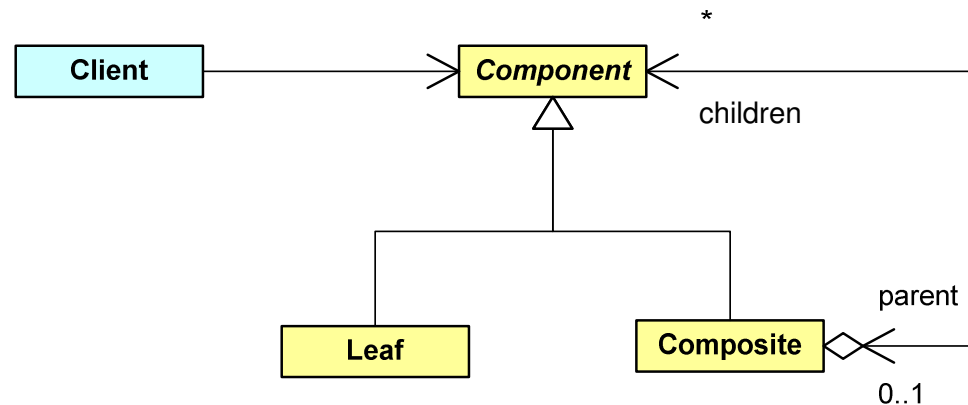 *
Client
Component
children
parent
Leaf
Composite
0..1